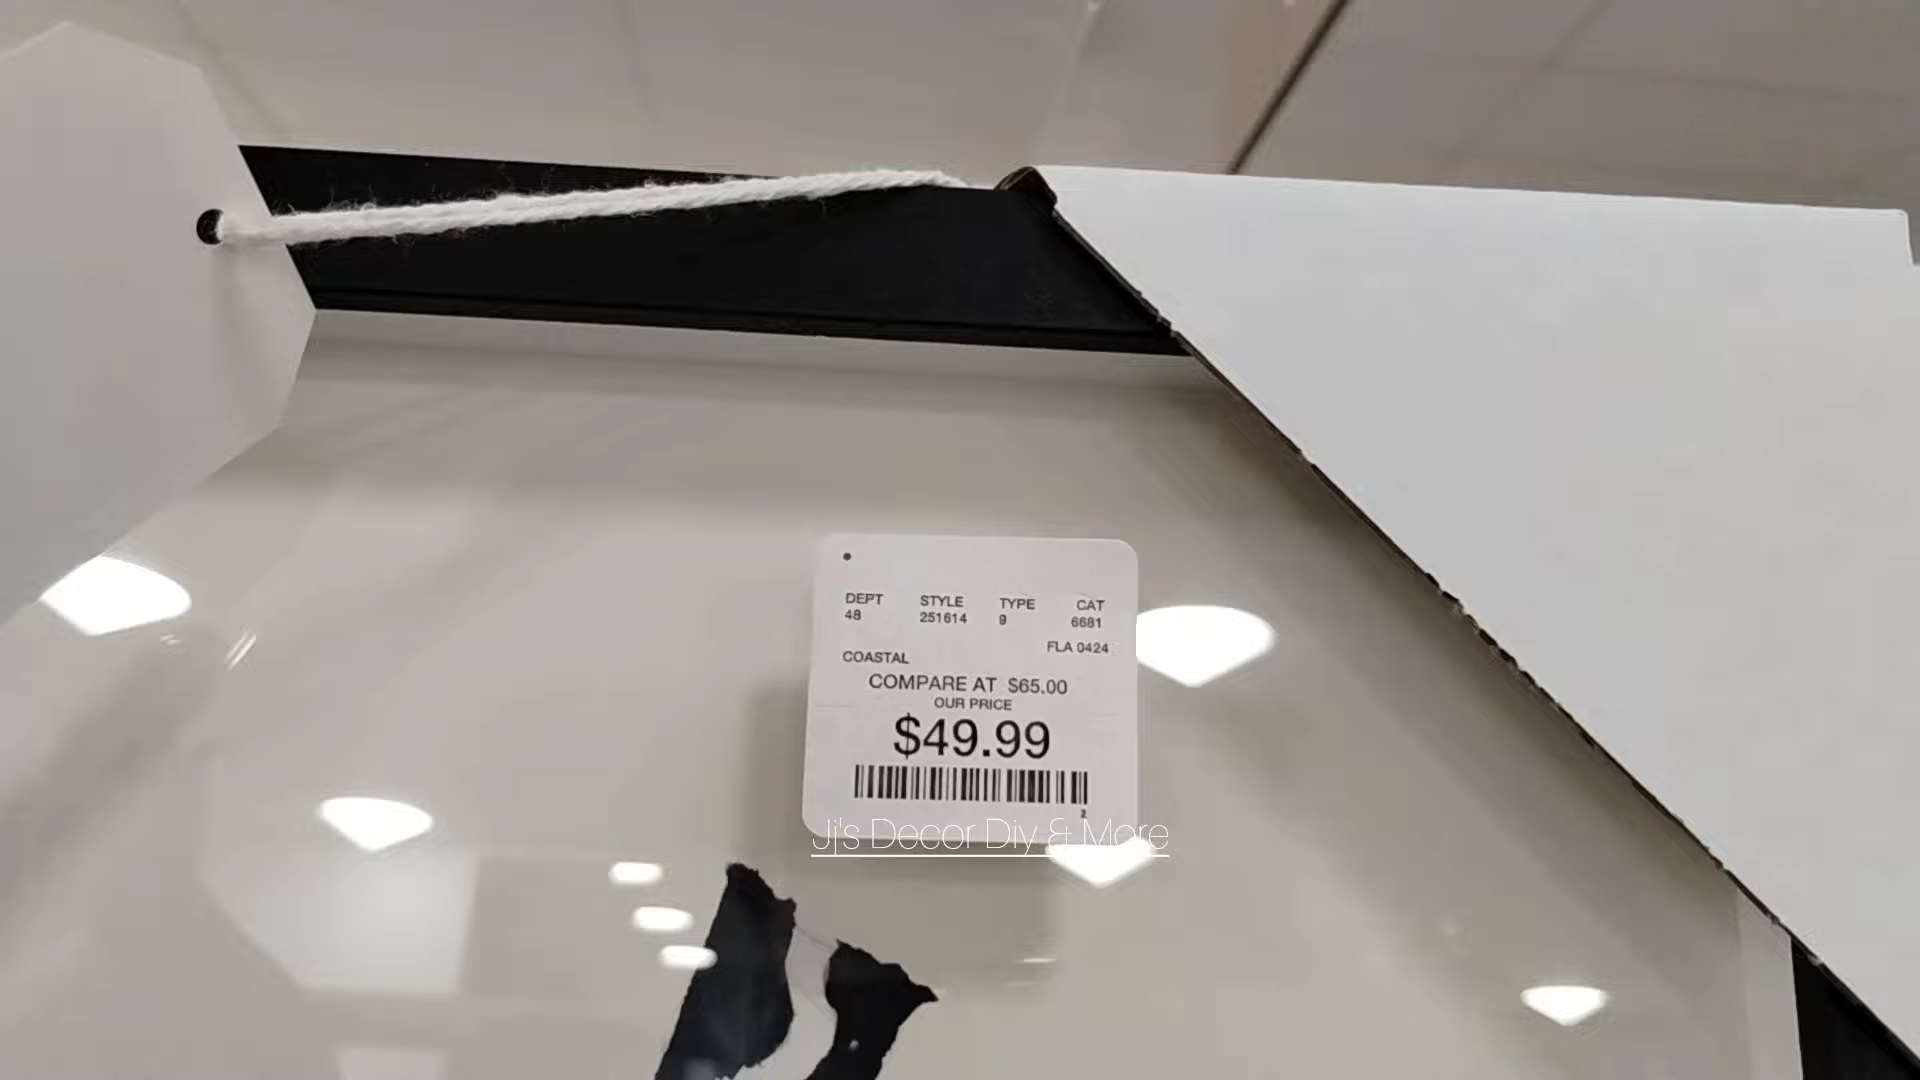 DEPT STYLE TYPE CAT
48 251614 9 6681
FLA 0424
COASTAL
COMPARE AT $65.00
OUR PRICE
$49.99
2
Jj's Decor Diy & More